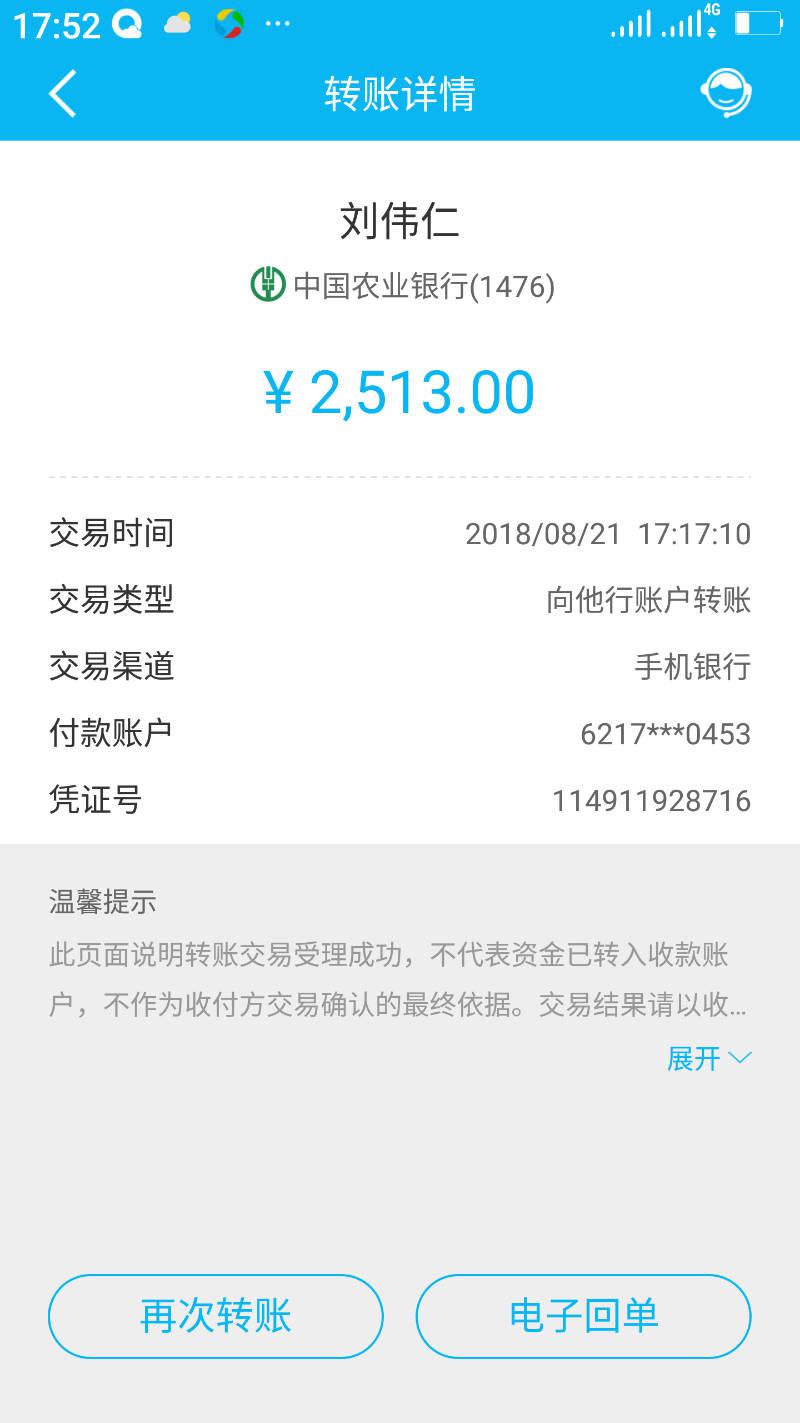 17:52 ... 4G
转账详情
刘伟仁
中国农业银行(1476)
¥ 2,513.00
交易时间 2018/08/21 17:17:10
交易类型 向他行账户转账
交易渠道 手机银行
付款账户 6217***0453
凭证号 114911928716
温馨提示
此页面说明转账交易受理成功，不代表资金已转入收款账
户，不作为收付方交易确认的最终依据。交易结果请以收...
展开
再次转账 电子回单